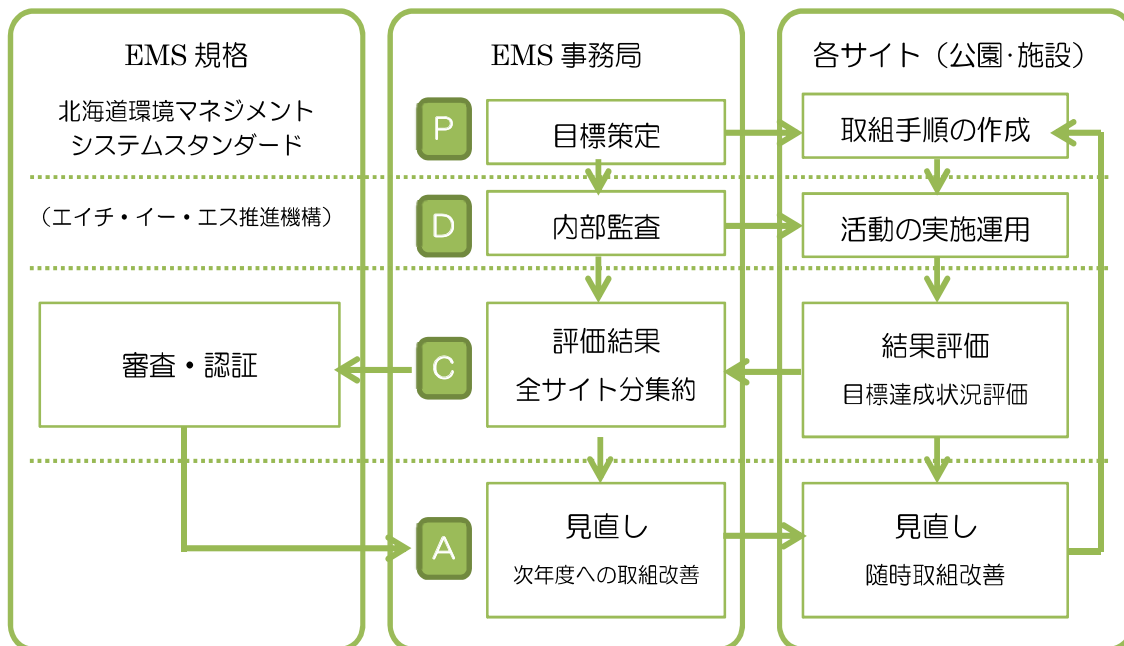 EMS 規格
北海道環境マネジメント
システムスタンダード
（エイチ・イー・エス推進機構）
審査・認証
EMS 事務局
P
目標策定
D
内部監査
C
評価結果
全サイト分集約
A
見直し
次年度への取組改善
各サイト（公園･施設）
取組手順の作成
活動の実施運用
結果評価
目標達成状況評価
見直し
随時取組改善